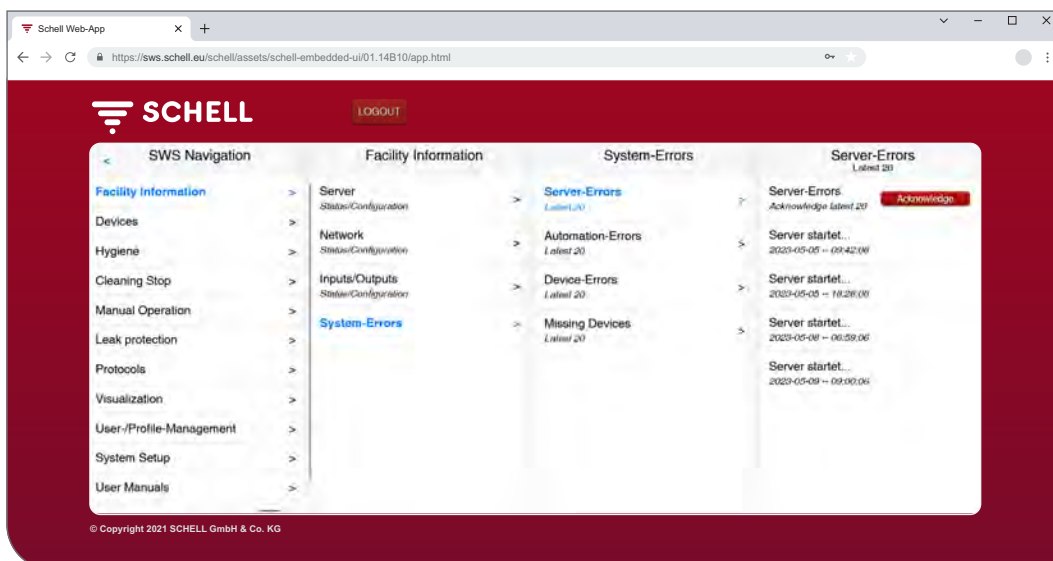 Schell Web-App
https://sws.schell.eu/schell/assets/schell-embedded-ui/01.14B10/app.html
SCHELL
LOGOUT
SWS Navigation
Facility Information >
Devices >
Hygiene >
Cleaning Stop >
Manual Operation >
Leak protection >
Protocols >
Visualization >
User-/Profile-Management >
System Setup >
User Manuals >
Facility Information
Server >
Status/Configuration
Network >
Status/Configuration
Inputs/Outputs >
Status/Configuration
System-Errors >
System-Errors
Server-Errors >
Latest 20
Automation-Errors >
Latest 20
Device-Errors >
Latest 20
Missing Devices >
Latest 20
Server-Errors
Latest 20
Server-Errors
Acknowledge latest 20
Acknowledge
Server startet...
2023-05-05 -- 09:42:06
Server startet...
2023-05-05 -- 16:26:06
Server startet...
2023-05-08 -- 06:59:06
Server startet...
2023-05-09 -- 09:00:06
© Copyright 2021 SCHELL GmbH & Co. KG